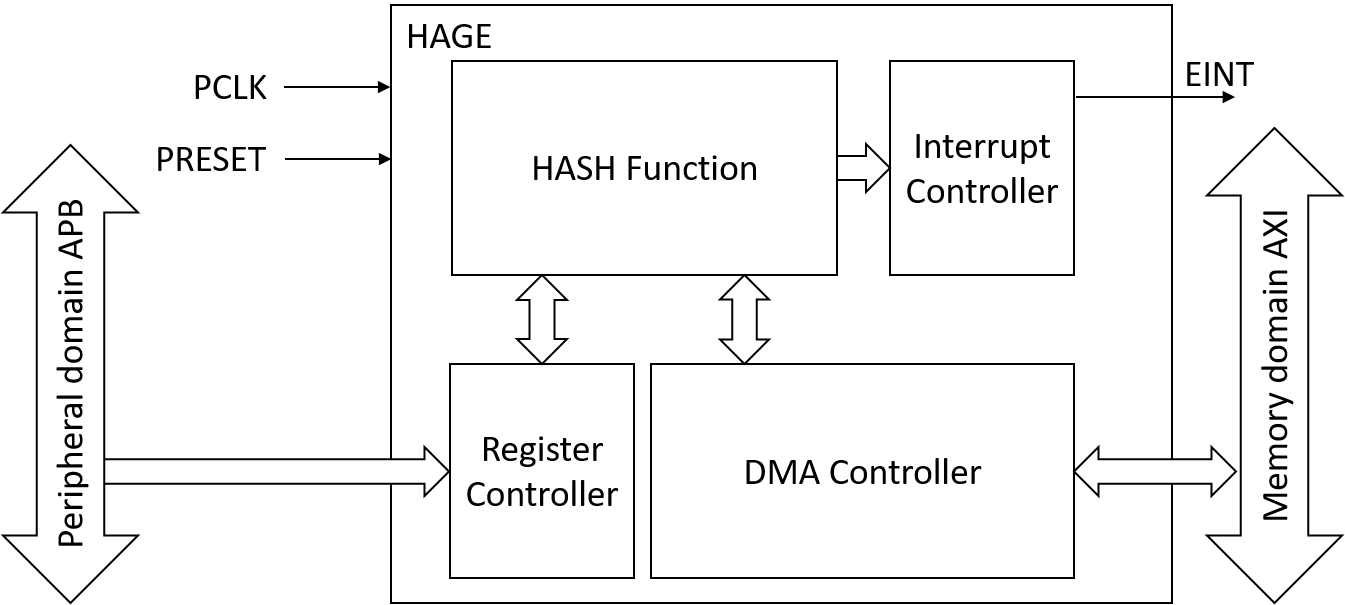 HAGE
PCLK
EINT
PRESET
HASH Function
Interrupt
Controller
Peripheral domain APB
Memory domain AXI
Register
Controller
DMA Controller